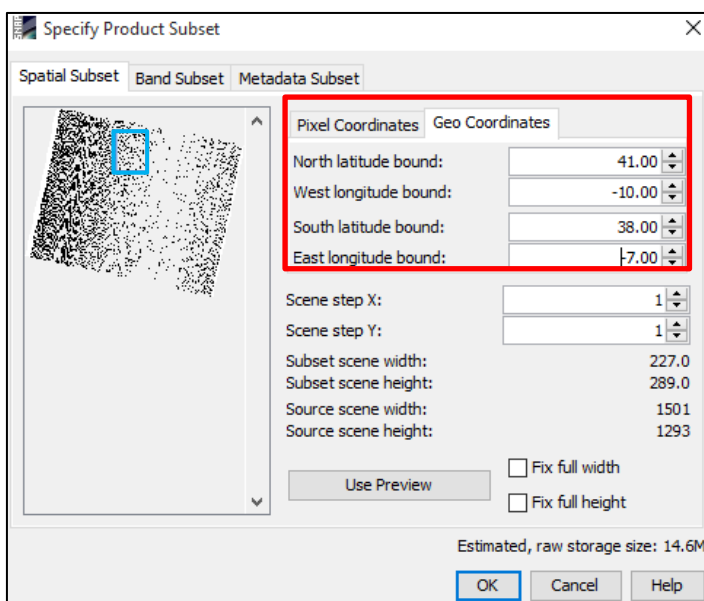 SNAP
Specify Product Subset
Spatial Subset Band Subset Metadata Subset
Pixel Coordinates Geo Coordinates
North latitude bound: 41.00
West longitude bound: -10.00
South latitude bound: 38.00
East longitude bound: -7.00
Scene step X: 1
Scene step Y: 1
Subset scene width: 227.0
Subset scene height: 289.0
Source scene width: 1501
Source scene height: 1293
Use Preview
Fix full width
Fix full height
Estimated, raw storage size: 14.6M
OK Cancel Help